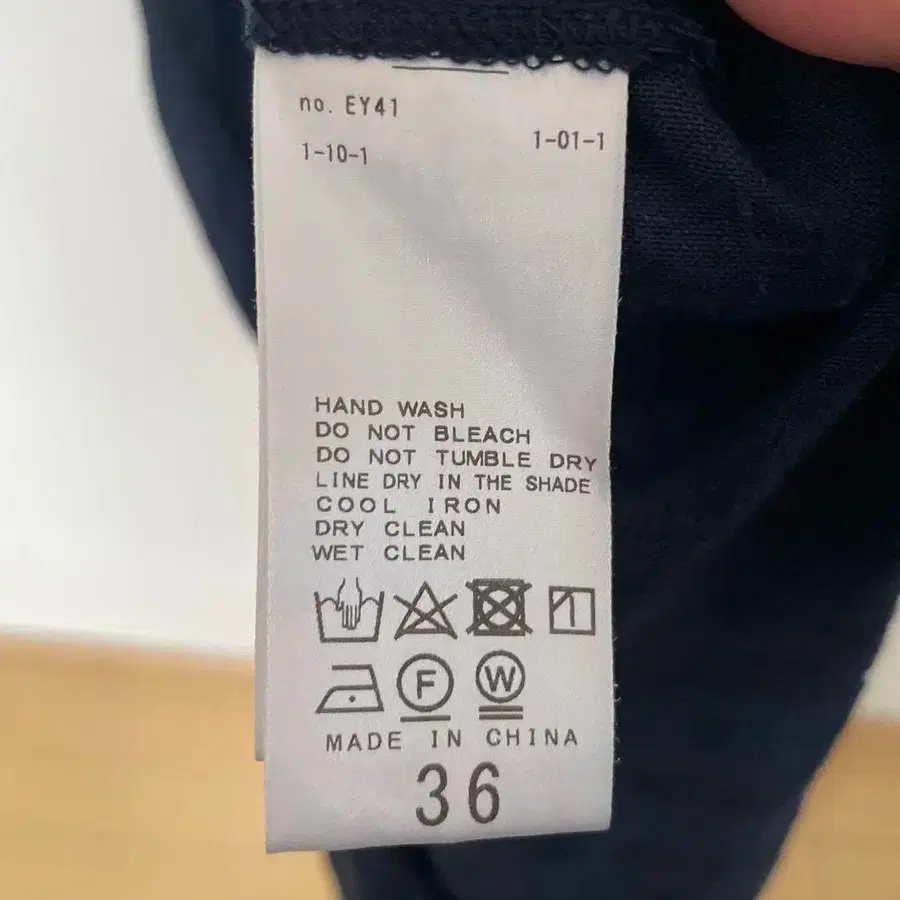 no. EY41
1-01-1
1-10-1
HAND WASH
DO NOT BLEACH
DO NOT TUMBLE DRY
LINE DRY IN THE SHADE
COOL IRON
DRY CLEAN
WET CLEAN
F W
MADE IN CHINA
36